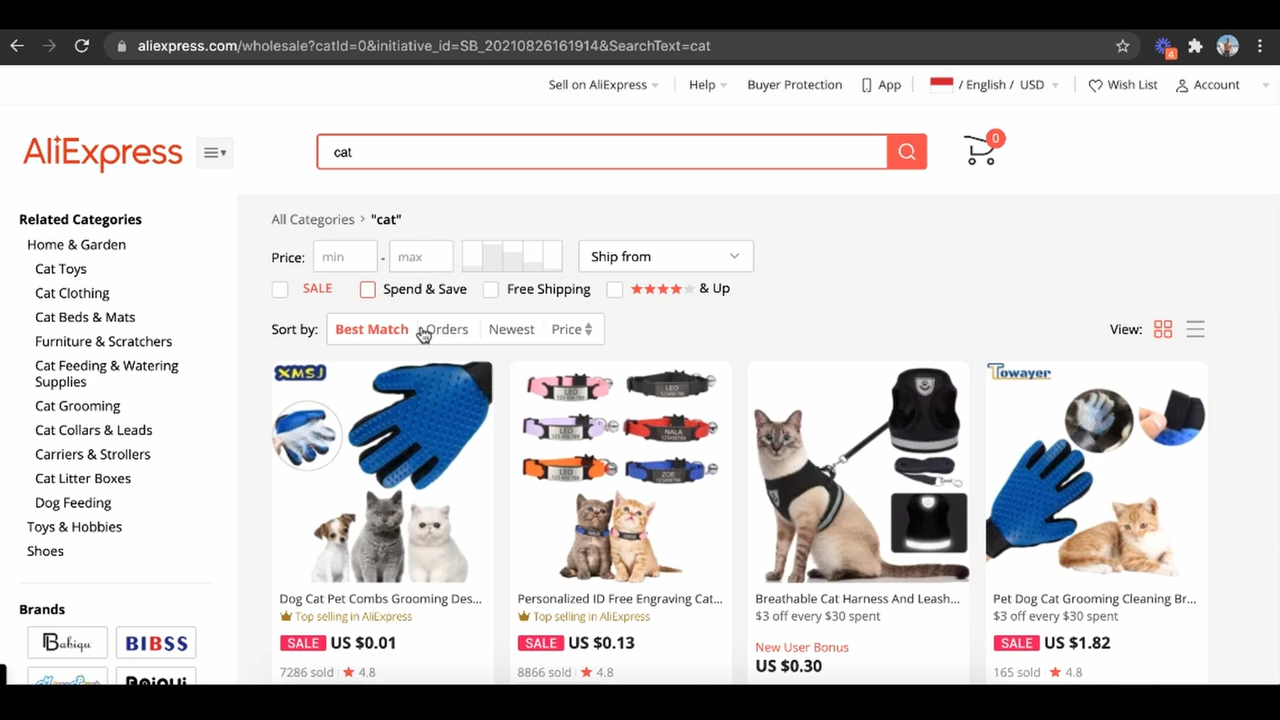 aliexpress.com/wholesale?catId=0&initiative_id=SB_20210826161914&SearchText=cat
4
Sell on AliExpress Help Buyer Protection App / English / USD Wish List Account
AliExpress
cat
0
Related Categories
Home & Garden
Cat Toys
Cat Clothing
Cat Beds & Mats
Furniture & Scratchers
Cat Feeding & Watering
Supplies
Cat Grooming
Cat Collars & Leads
Carriers & Strollers
Cat Litter Boxes
Dog Feeding
Toys & Hobbies
Shoes
Brands
Babiqu BIBSS
All Categories > "cat"
Price: min - max Ship from
SALE Spend & Save Free Shipping & Up
Sort by: Best Match Orders Newest Price View:
XMSJ
LEO LEO
LEO NALA
LEO ZOE
Towayer
Dog Cat Pet Combs Grooming Des...
Top selling in AliExpress
SALE US $0.01
7286 sold 4.8
Personalized ID Free Engraving Cat...
Top selling in AliExpress
SALE US $0.13
8866 sold 4.8
Breathable Cat Harness And Leash...
$3 off every $30 spent
New User Bonus
US $0.30
Pet Dog Cat Grooming Cleaning Br...
$3 off every $30 spent
SALE US $1.82
165 sold 4.8